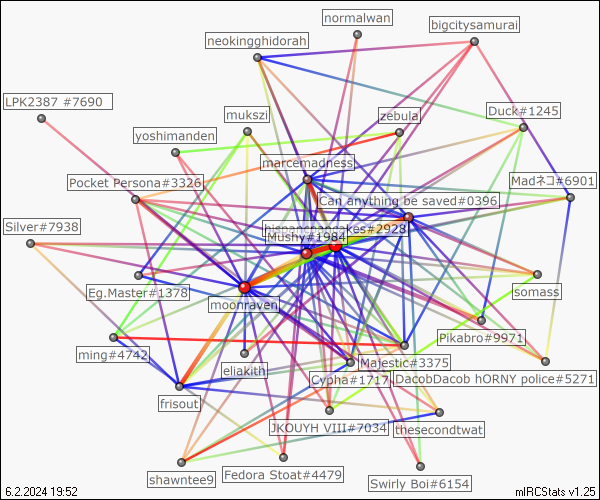 normalwan
bigcitysamurai
neokingghidorah
LPK2387 #7690
mukszi
zebula
Duck#1245
yoshimanden
marcemadness
Pocket Persona#3326
Madネコ#6901
Can anything be saved#0396
Silver#7938
hispanicpancakes#2928
Mushy#1984
Eg.Master#1378
moonraven
somass
Pikabro#9971
ming#4742
eliakith
Majestic#3375
Cypha#1717
DacobDacob hORNY police#5271
frisout
JKOUYH VIII#7034
thesecondtwat
shawntee9
Fedora Stoat#4479
Swirly Boi#6154
6.2.2024 19:52
mIRCStats v1.25